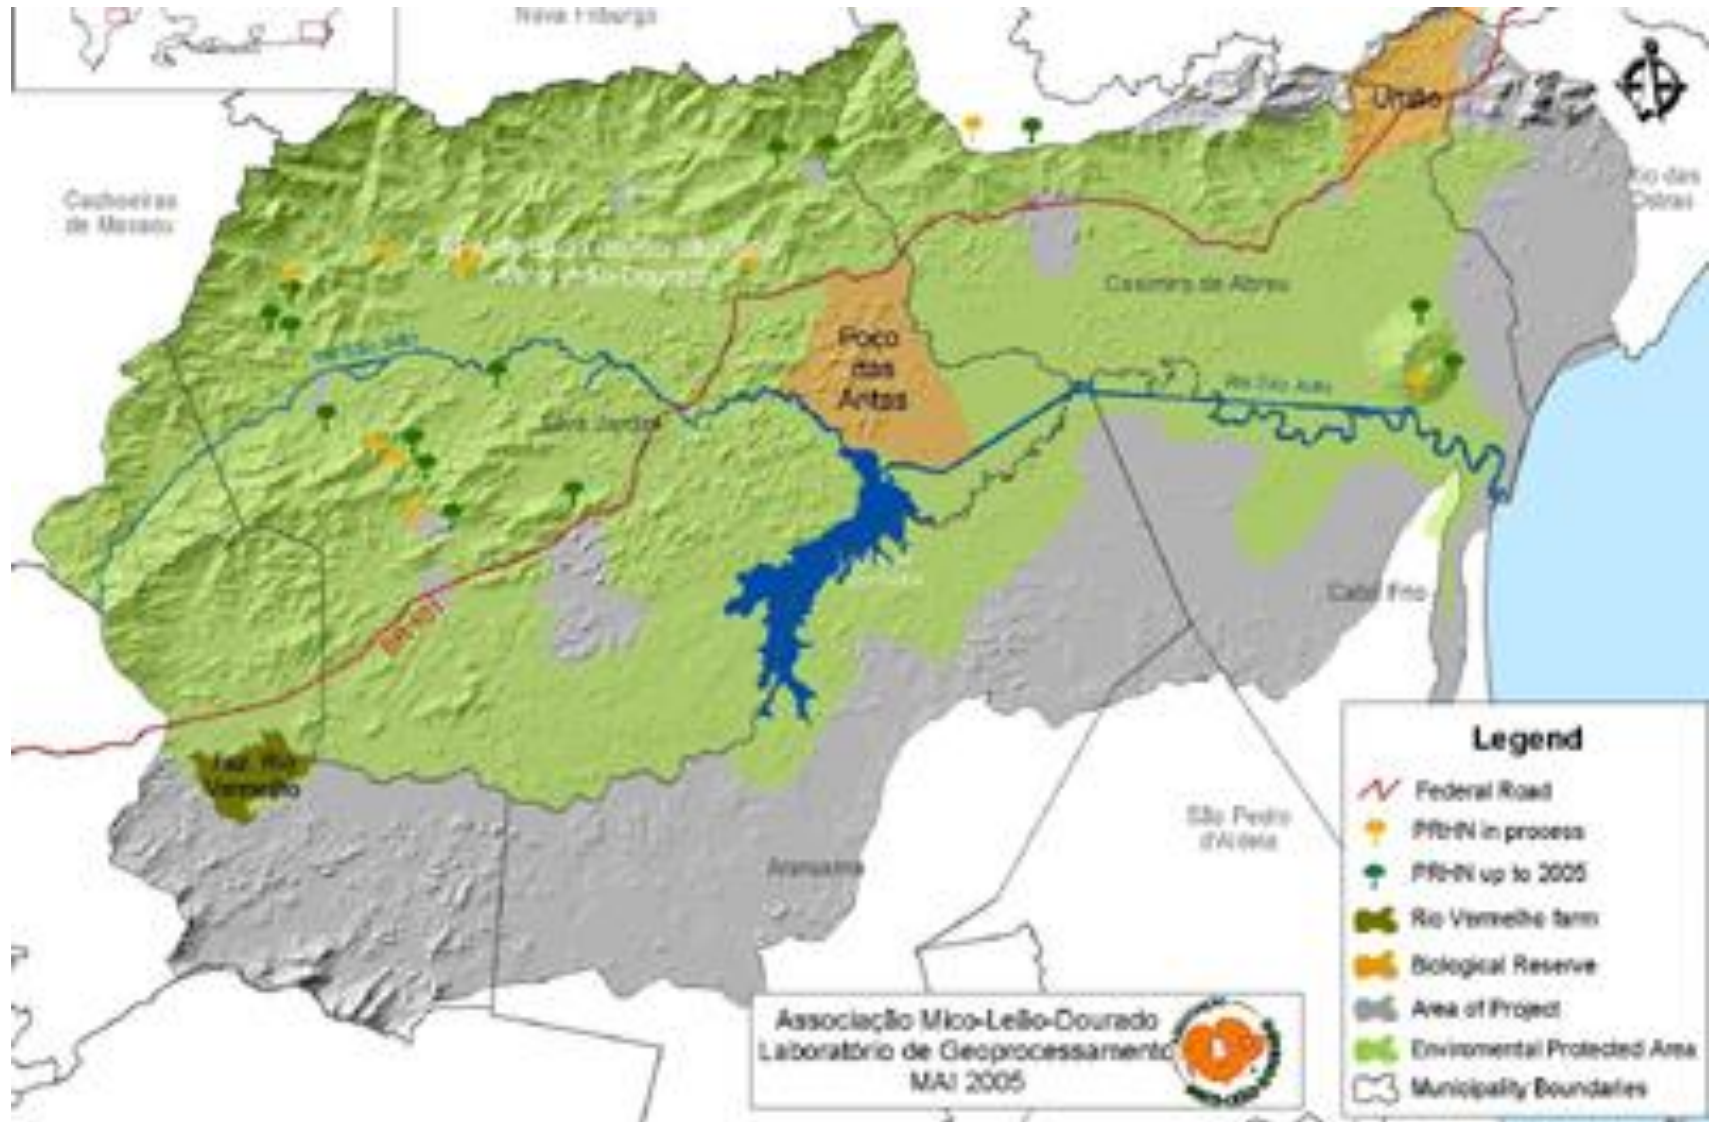 Nova Friburgo
União
Cachoeiras
de Macacu
Rio das
Ostras
Casimiro de Abreu
Poço
das
Antas
Rio São João
Silva Jardim
BR-101
Cabo Frio
Faz. Rio
Vermelho
São Pedro
d'Aldeia
Araruama
Legend
Federal Road
PRHN in process
PRHN up to 2005
Rio Vermelho farm
Biological Reserve
Area of Project
Enviromental Protected Area
Municipality Boundaries
Associação Mico-Leão-Dourado
Laboratório de Geoprocessamento
MAI 2005